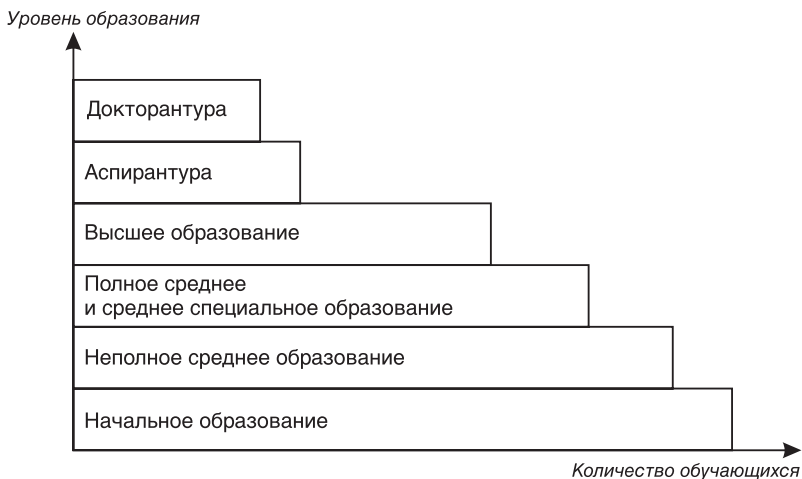 Уровень образования
Докторантура
Аспирантура
Высшее образование
Полное среднее
и среднее специальное образование
Неполное среднее образование
Начальное образование
Количество обучающихся